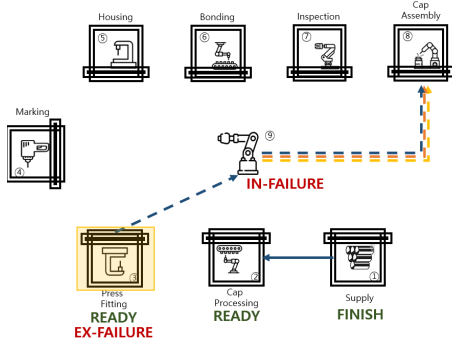 Housing
Bonding
Inspection
Cap
Assembly
⑤
⑥
⑦
⑧
Marking
④
⑨
IN-FAILURE
③
②
①
Press
Fitting
Cap
Processing
Supply
READY
EX-FAILURE
READY
FINISH